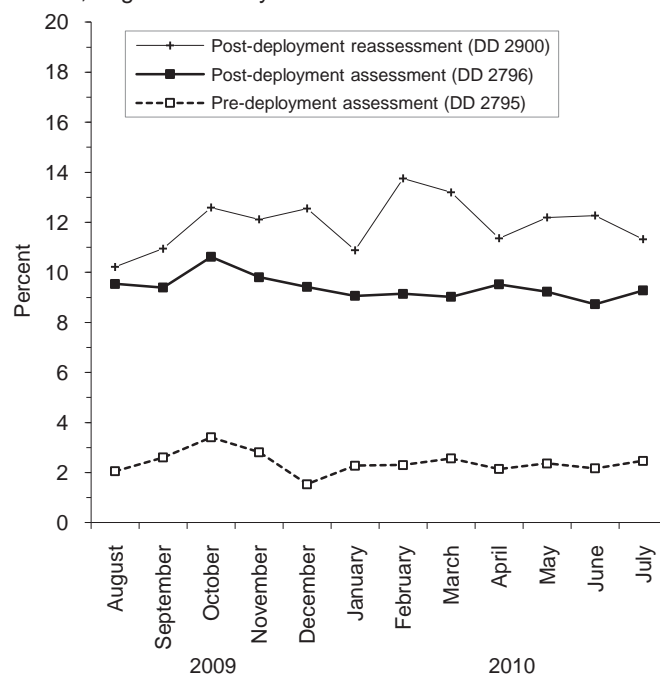 20
18
16
14
12
10
8
6
4
2
0
Percent
Post-deployment reassessment (DD 2900)
Post-deployment assessment (DD 2796)
Pre-deployment assessment (DD 2795)
August
September
October
November
December
January
February
March
April
May
June
July
2009 2010